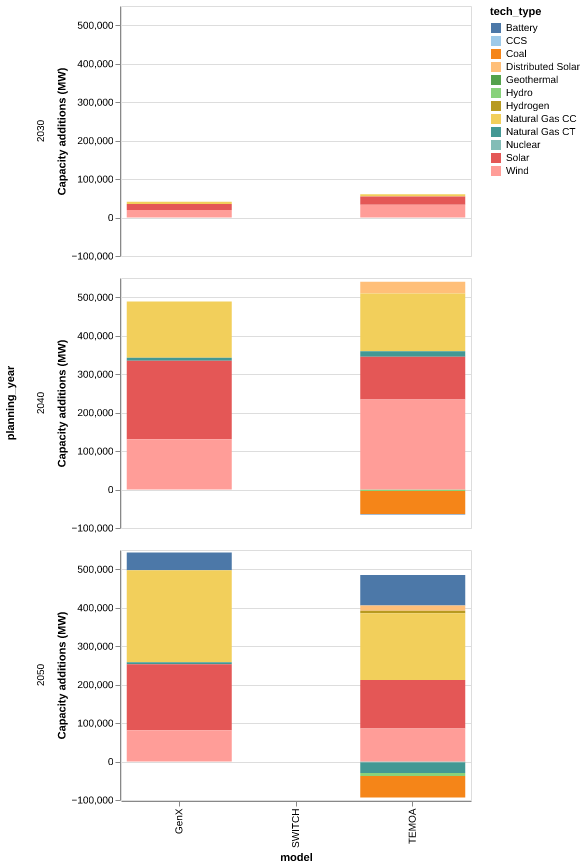 tech_type
Battery
CCS
Coal
Distributed Solar
Geothermal
Hydro
Hydrogen
Natural Gas CC
Natural Gas CT
Nuclear
Solar
Wind
planning_year
2030
Capacity additions (MW)
500,000
400,000
300,000
200,000
100,000
0
−100,000
2040
Capacity additions (MW)
500,000
400,000
300,000
200,000
100,000
0
−100,000
2050
Capacity additions (MW)
500,000
400,000
300,000
200,000
100,000
0
−100,000
GenX
SWITCH
TEMOA
model